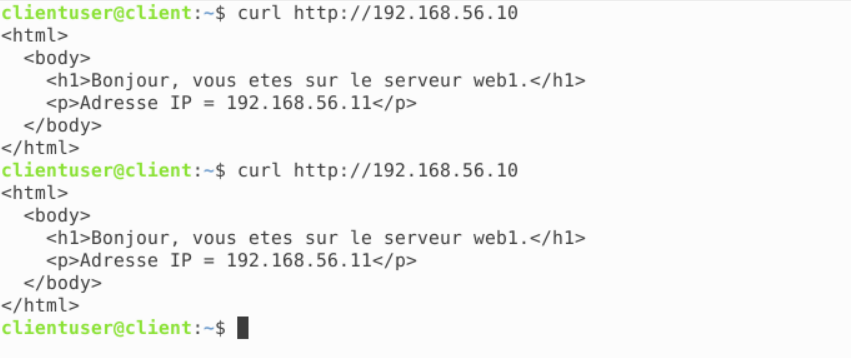 clientuser@client:~$ curl http://192.168.56.10
<html>
  <body>
    <h1>Bonjour, vous etes sur le serveur web1.</h1>
    <p>Adresse IP = 192.168.56.11</p>
  </body>
</html>
clientuser@client:~$ curl http://192.168.56.10
<html>
  <body>
    <h1>Bonjour, vous etes sur le serveur web1.</h1>
    <p>Adresse IP = 192.168.56.11</p>
  </body>
</html>
clientuser@client:~$